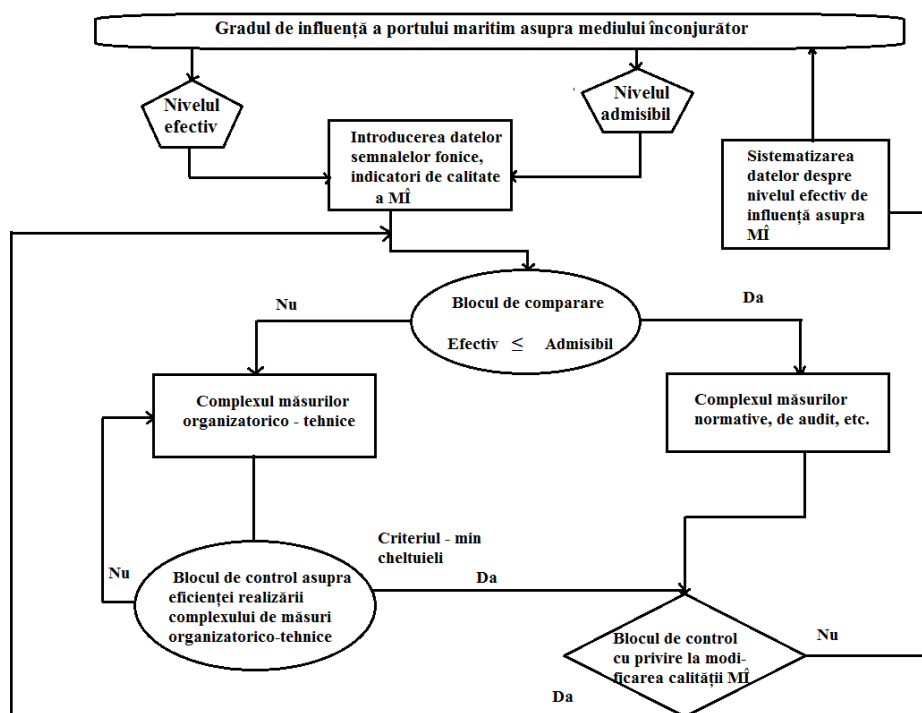 Gradul de influență a portului maritim asupra mediului înconjurător
Nivelul
efectiv
Nivelul
admisibil
Introducerea datelor
semnalelor fonice,
indicatori de calitate
a MÎ
Sistematizarea
datelor despre
nivelul efectiv de
influență asupra
MÎ
Blocul de comparare
Efectiv ≤ Admisibil
Nu
Da
Complexul măsurilor
organizatorico - tehnice
Complexul măsurilor
normative, de audit, etc.
Criteriul - min
cheltuieli
Nu
Blocul de control asupra
eficienței realizării
complexului de măsuri
organizatorico-tehnice
Da
Blocul de control
cu privire la modi-
ficarea calității MÎ
Nu
Da